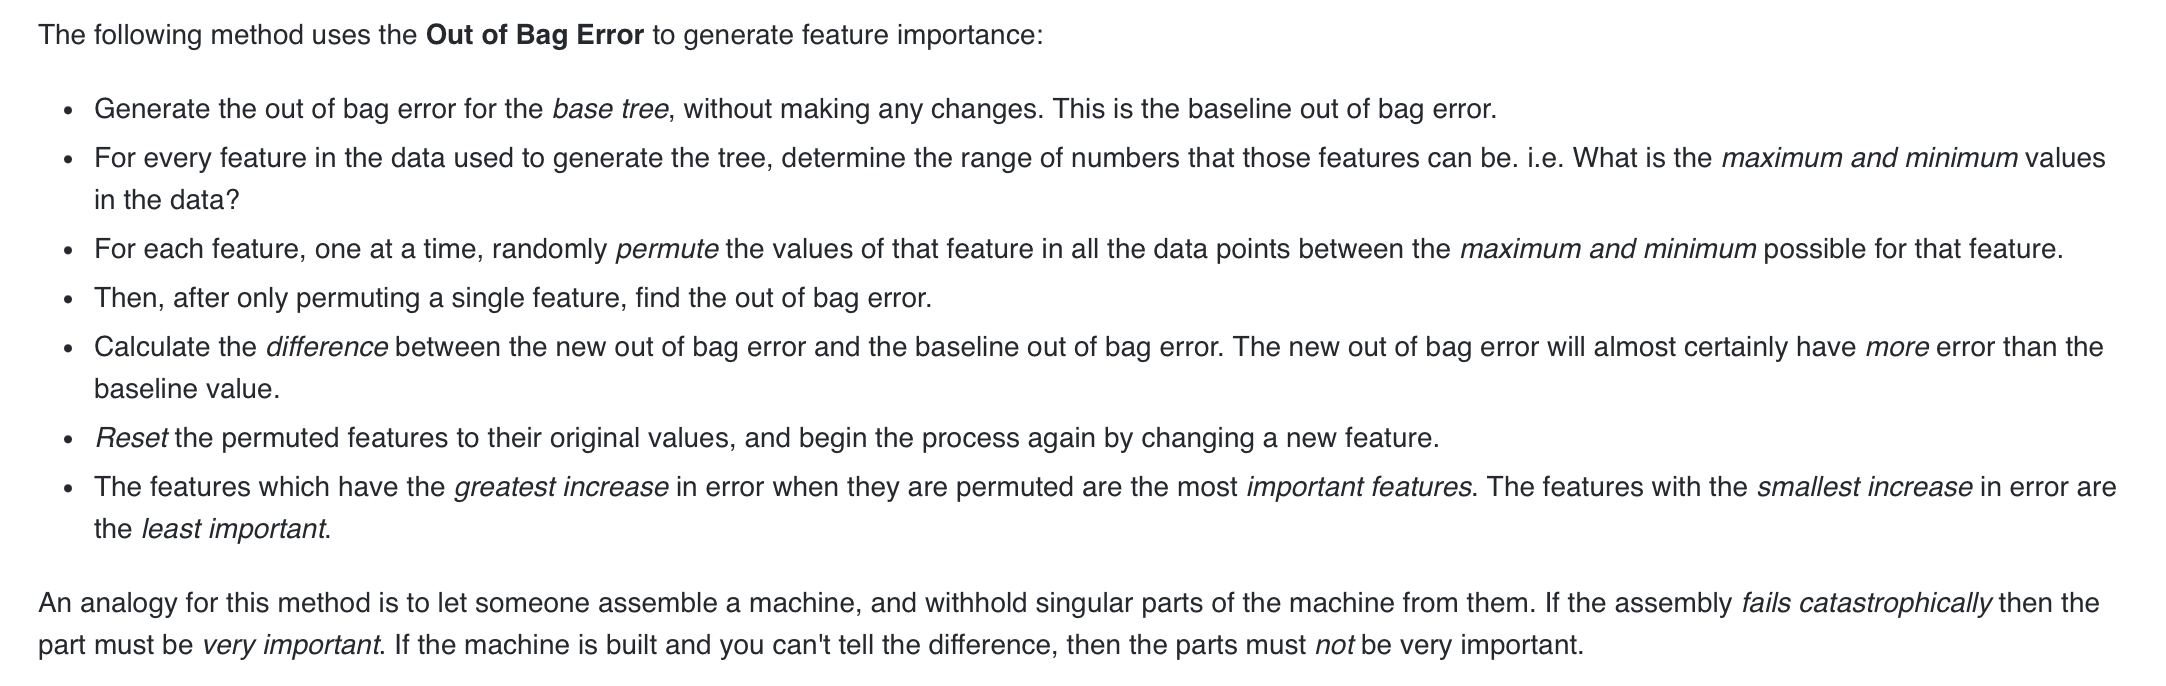 The following method uses the Out of Bag Error to generate feature importance:
• Generate the out of bag error for the base tree, without making any changes. This is the baseline out of bag error.
• For every feature in the data used to generate the tree, determine the range of numbers that those features can be. i.e. What is the maximum and minimum values
in the data?
• For each feature, one at a time, randomly permute the values of that feature in all the data points between the maximum and minimum possible for that feature.
• Then, after only permuting a single feature, find the out of bag error.
• Calculate the difference between the new out of bag error and the baseline out of bag error. The new out of bag error will almost certainly have more error than the
baseline value.
• Reset the permuted features to their original values, and begin the process again by changing a new feature.
• The features which have the greatest increase in error when they are permuted are the most important features. The features with the smallest increase in error are
the least important.
An analogy for this method is to let someone assemble a machine, and withhold singular parts of the machine from them. If the assembly fails catastrophically then the
part must be very important. If the machine is built and you can't tell the difference, then the parts must not be very important.